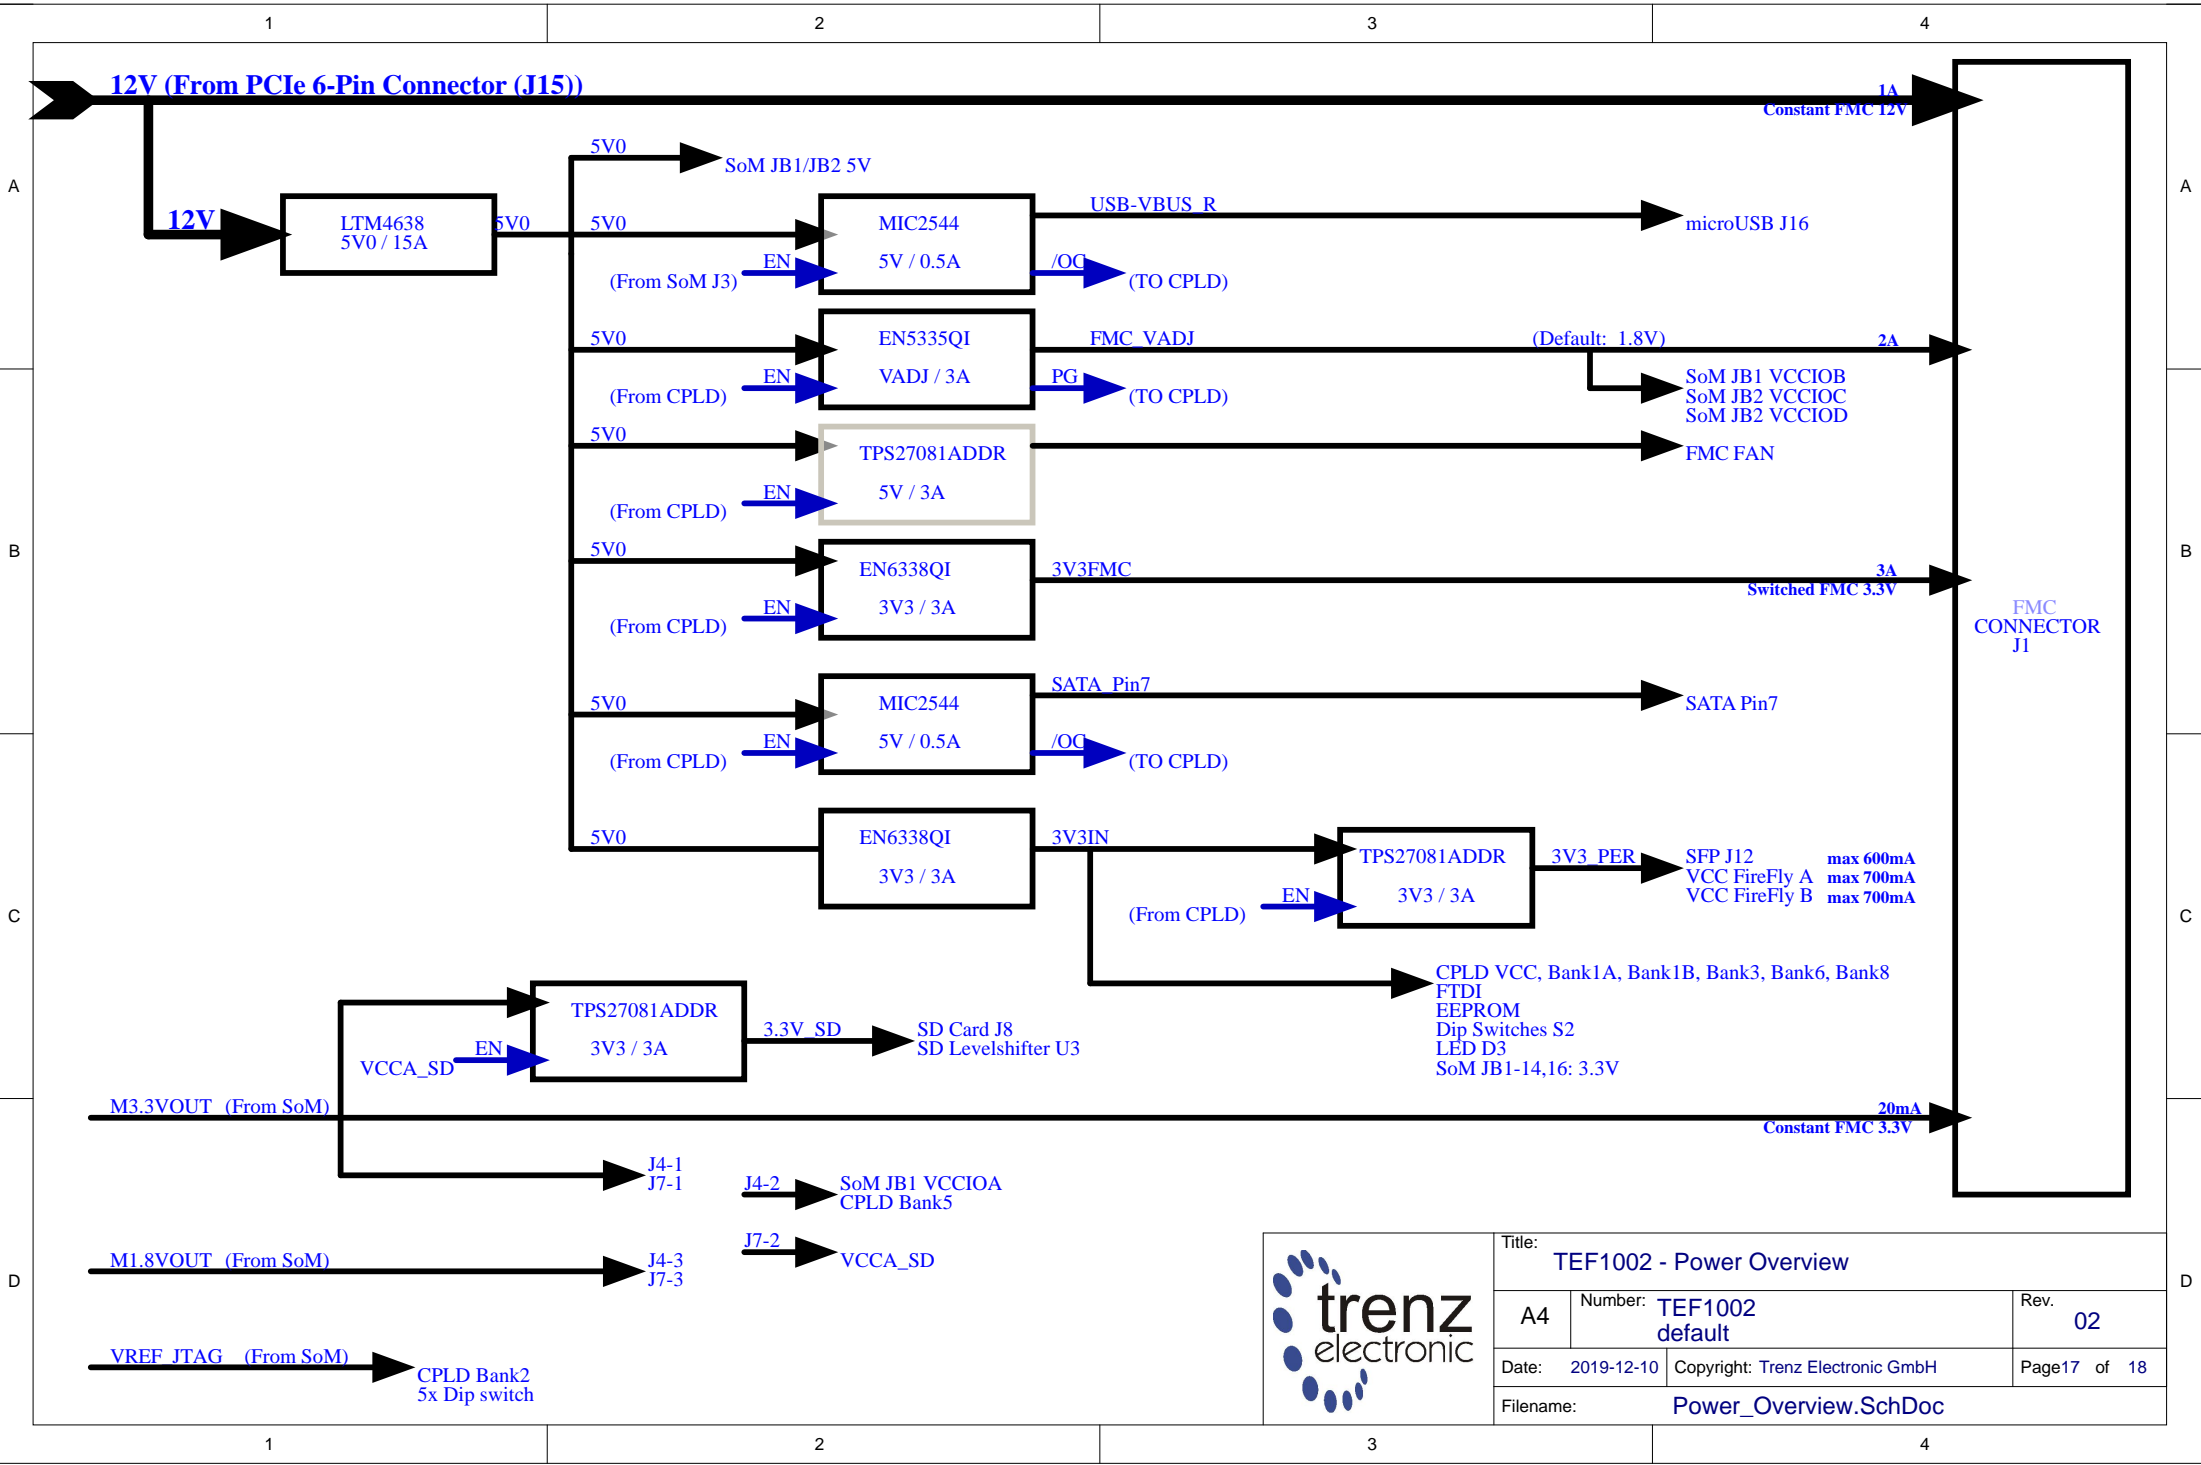 1 2 3 4
12V (From PCIe 6-Pin Connector (J15))
1A
Constant FMC 12V
5V0
SoM JB1/JB2 5V
A A
12V
LTM4638
5V0 / 15A
5V0
5V0
MIC2544
5V / 0.5A
USB-VBUS_R
microUSB J16
EN
(From SoM J3)
/OC
(TO CPLD)
5V0
EN5335QI
VADJ / 3A
FMC_VADJ
(Default: 1.8V)
2A
EN
(From CPLD)
PG
(TO CPLD)
SoM JB1 VCCIOB
SoM JB2 VCCIOC
SoM JB2 VCCIOD
5V0
TPS27081ADDR
5V / 3A
FMC FAN
EN
(From CPLD)
B B
5V0
EN6338QI
3V3 / 3A
3V3FMC
3A
Switched FMC 3.3V
EN
(From CPLD)
FMC
CONNECTOR
J1
5V0
MIC2544
5V / 0.5A
SATA_Pin7
SATA Pin7
EN
(From CPLD)
/OC
(TO CPLD)
5V0
EN6338QI
3V3 / 3A
3V3IN
TPS27081ADDR
3V3 / 3A
EN
(From CPLD)
3V3_PER
SFP J12 max 600mA
VCC FireFly A max 700mA
VCC FireFly B max 700mA
C C
CPLD VCC, Bank1A, Bank1B, Bank3, Bank6, Bank8
FTDI
EEPROM
Dip Switches S2
LED D3
SoM JB1-14,16: 3.3V
TPS27081ADDR
3V3 / 3A
EN
VCCA_SD
3.3V_SD
SD Card J8
SD Levelshifter U3
M3.3VOUT (From SoM)
20mA
Constant FMC 3.3V
J4-1
J7-1
J4-2
SoM JB1 VCCIOA
CPLD Bank5
J7-2
VCCA_SD
M1.8VOUT (From SoM)
J4-3
J7-3
D D
VREF_JTAG (From SoM)
CPLD Bank2
5x Dip switch
trenz
electronic
Title:
TEF1002 - Power Overview
A4
Number: TEF1002
default
Rev.
02
Date: 2019-12-10 Copyright: Trenz Electronic GmbH Page17 of 18
Filename: Power_Overview.SchDoc
1 2 3 4